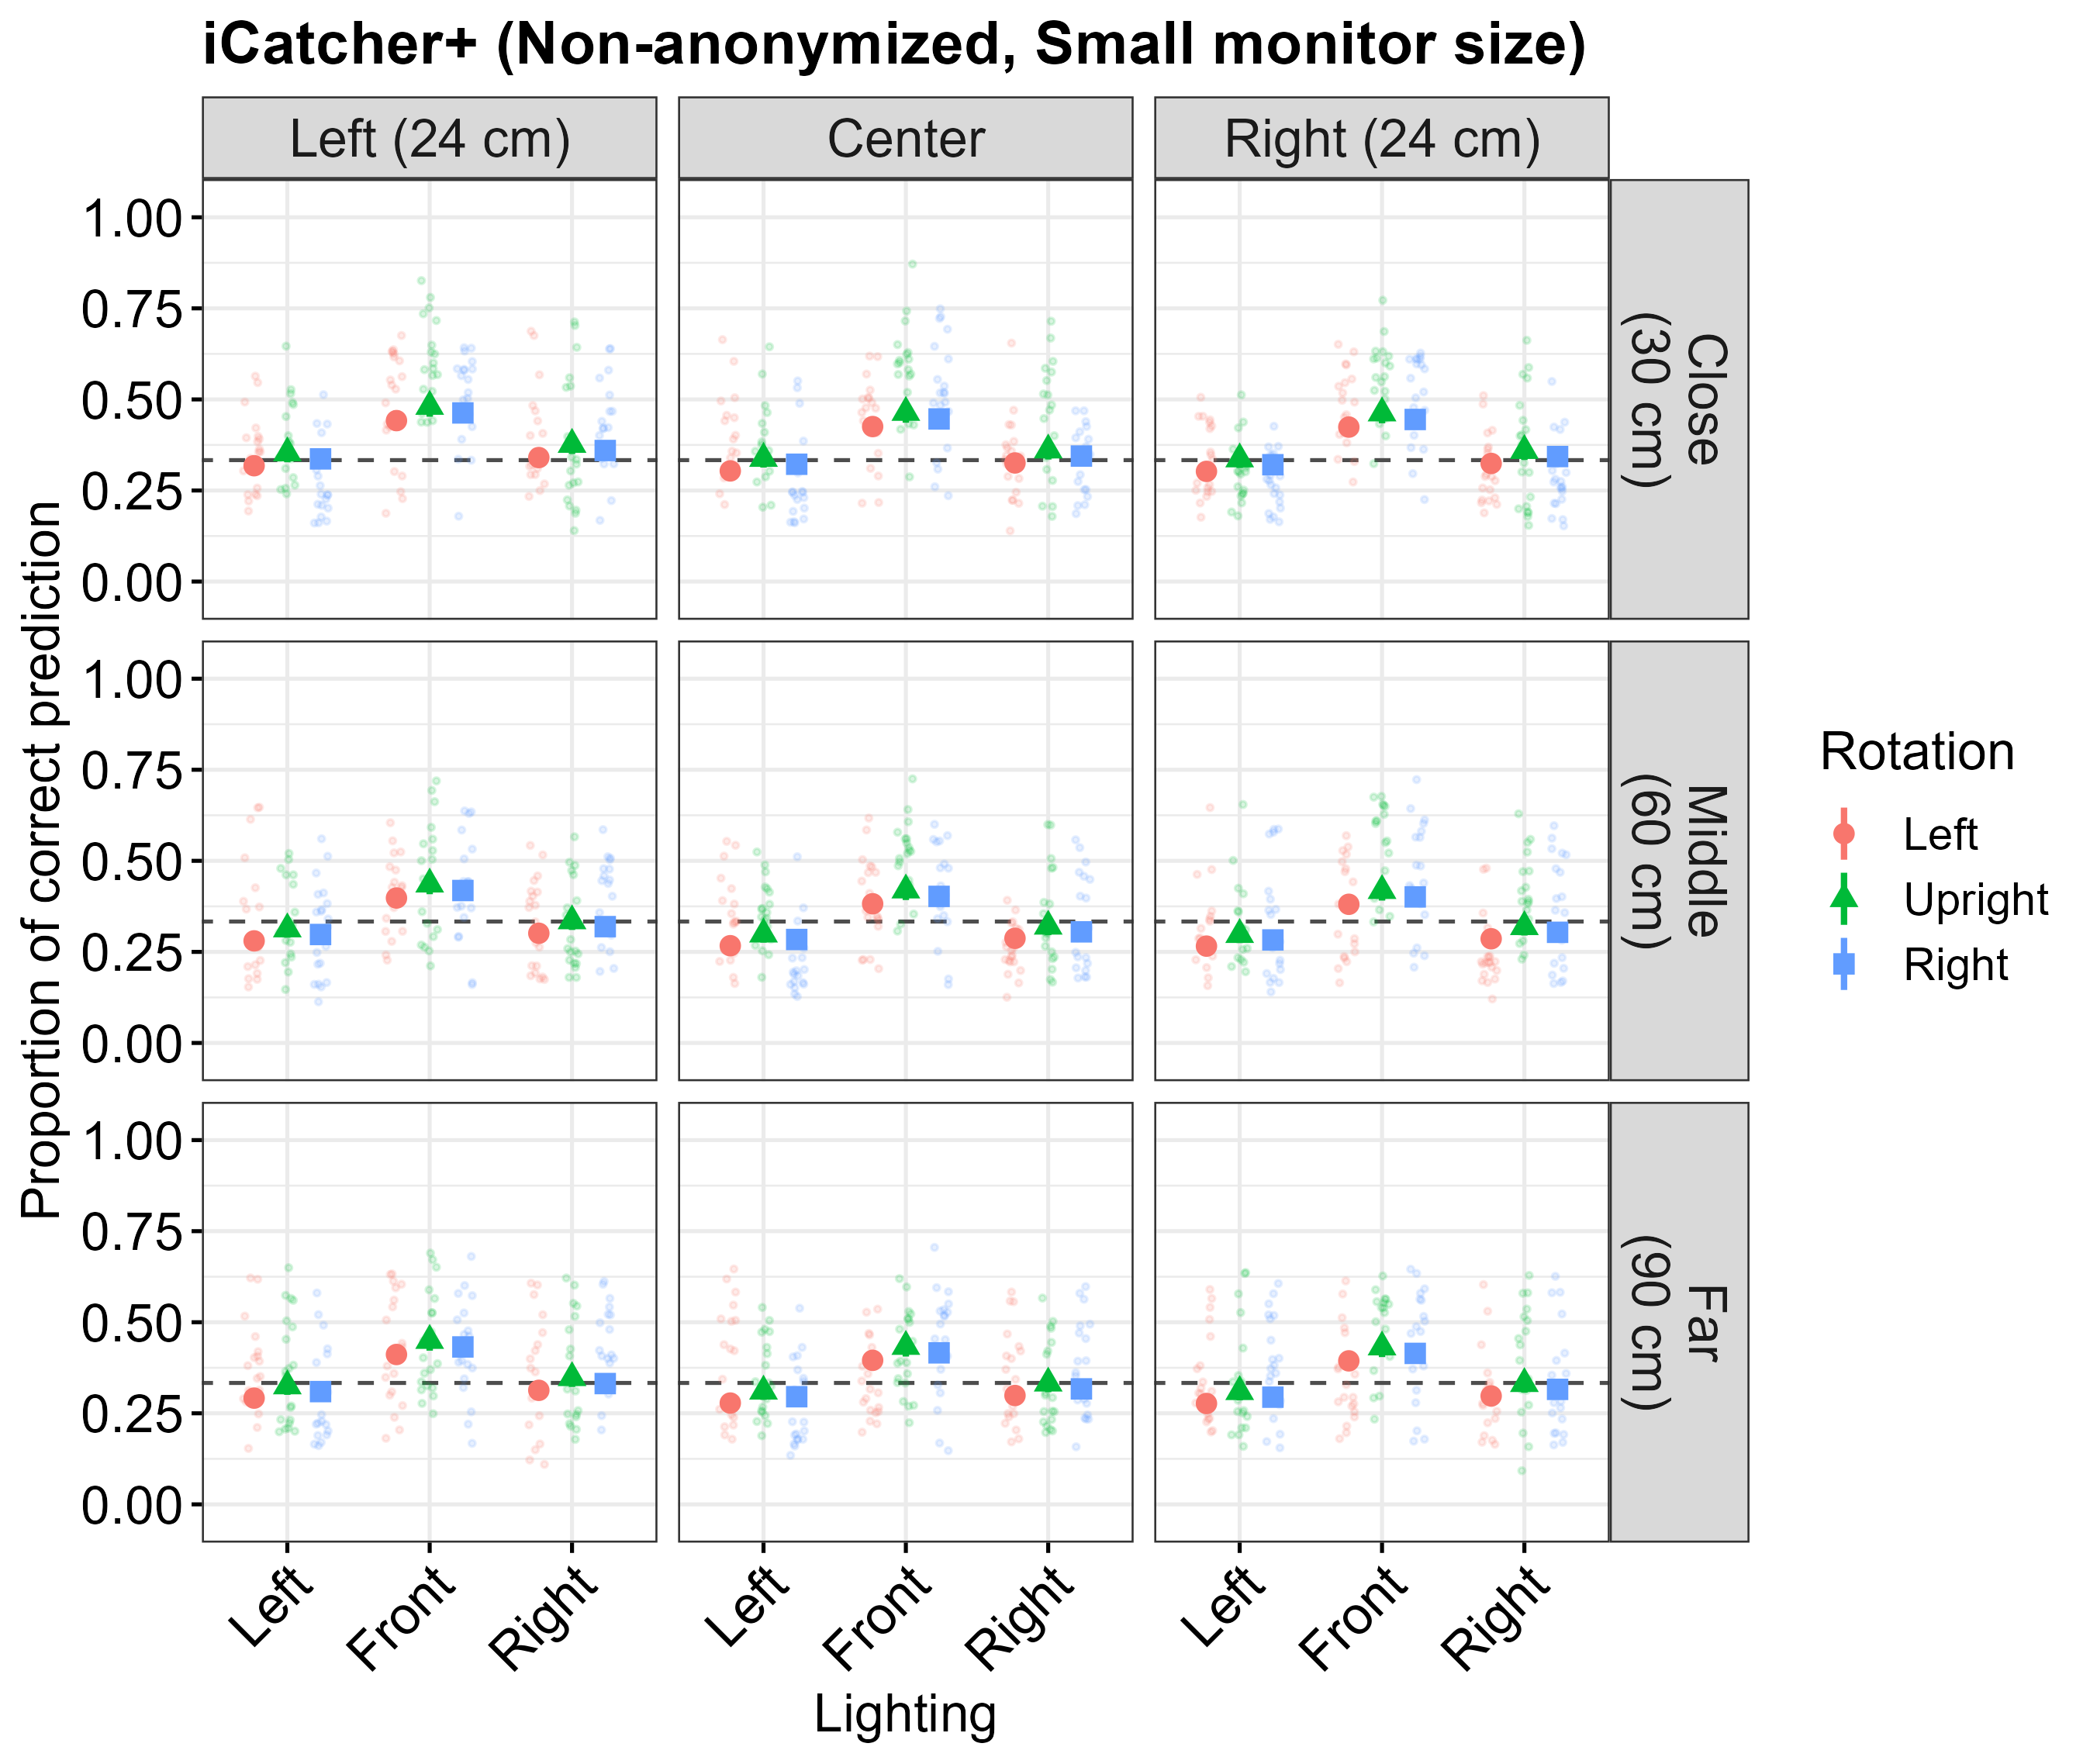 iCatcher+ (Non-anonymized, Small monitor size)
Left (24 cm)
Center
Right (24 cm)
Proportion of correct prediction
1.00
0.75
0.50
0.25
0.00
Close
(30 cm)
1.00
0.75
0.50
0.25
0.00
Middle
(60 cm)
1.00
0.75
0.50
0.25
0.00
Far
(90 cm)
Left
Front
Right
Left
Front
Right
Left
Front
Right
Lighting
Rotation
Left
Upright
Right